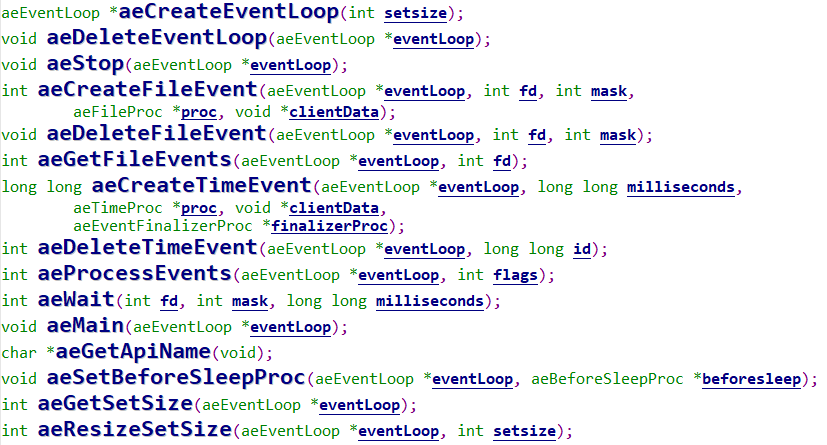 aeEventLoop *aeCreateEventLoop(int setsize);
void aeDeleteEventLoop(aeEventLoop *eventLoop);
void aeStop(aeEventLoop *eventLoop);
int aeCreateFileEvent(aeEventLoop *eventLoop, int fd, int mask,
        aeFileProc *proc, void *clientData);
void aeDeleteFileEvent(aeEventLoop *eventLoop, int fd, int mask);
int aeGetFileEvents(aeEventLoop *eventLoop, int fd);
long long aeCreateTimeEvent(aeEventLoop *eventLoop, long long milliseconds,
        aeTimeProc *proc, void *clientData,
        aeEventFinalizerProc *finalizerProc);
int aeDeleteTimeEvent(aeEventLoop *eventLoop, long long id);
int aeProcessEvents(aeEventLoop *eventLoop, int flags);
int aeWait(int fd, int mask, long long milliseconds);
void aeMain(aeEventLoop *eventLoop);
char *aeGetApiName(void);
void aeSetBeforeSleepProc(aeEventLoop *eventLoop, aeBeforeSleepProc *beforesleep);
int aeGetSetSize(aeEventLoop *eventLoop);
int aeResizeSetSize(aeEventLoop *eventLoop, int setsize);